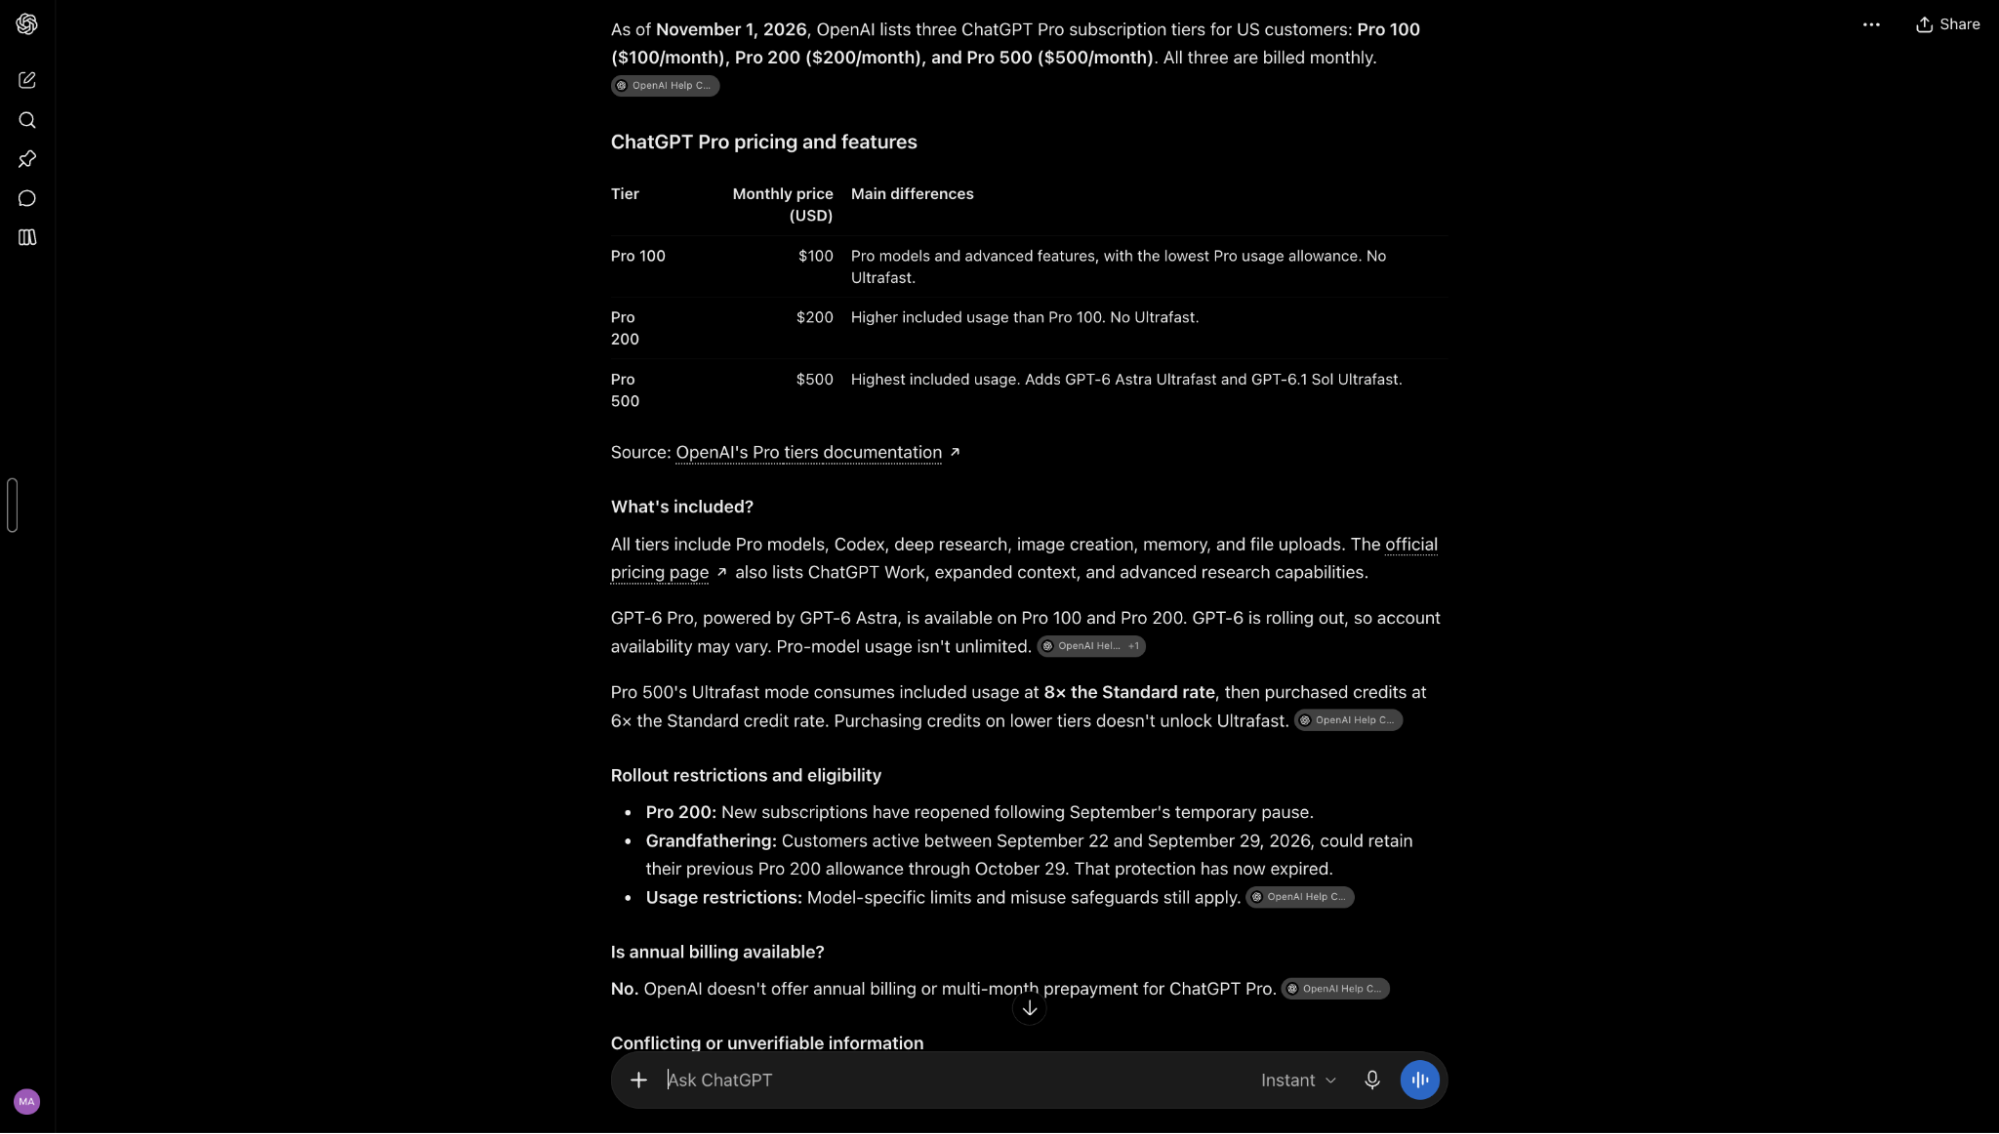 Share
As of November 1, 2026, OpenAI lists three ChatGPT Pro subscription tiers for US customers: Pro 100
($100/month), Pro 200 ($200/month), and Pro 500 ($500/month). All three are billed monthly.
OpenAI Help C...
ChatGPT Pro pricing and features
Tier Monthly price Main differences
(USD)
Pro 100 $100 Pro models and advanced features, with the lowest Pro usage allowance. No
Ultrafast.
Pro $200 Higher included usage than Pro 100. No Ultrafast.
200
Pro $500 Highest included usage. Adds GPT-6 Astra Ultrafast and GPT-6.1 Sol Ultrafast.
500
Source: OpenAI's Pro tiers documentation ↗
What's included?
All tiers include Pro models, Codex, deep research, image creation, memory, and file uploads. The official
pricing page ↗ also lists ChatGPT Work, expanded context, and advanced research capabilities.
GPT-6 Pro, powered by GPT-6 Astra, is available on Pro 100 and Pro 200. GPT-6 is rolling out, so account
availability may vary. Pro-model usage isn't unlimited. OpenAI Hel... +1
Pro 500's Ultrafast mode consumes included usage at 8× the Standard rate, then purchased credits at
6× the Standard credit rate. Purchasing credits on lower tiers doesn't unlock Ultrafast. OpenAI Help C...
Rollout restrictions and eligibility
• Pro 200: New subscriptions have reopened following September's temporary pause.
• Grandfathering: Customers active between September 22 and September 29, 2026, could retain
their previous Pro 200 allowance through October 29. That protection has now expired.
• Usage restrictions: Model-specific limits and misuse safeguards still apply. OpenAI Help C...
Is annual billing available?
No. OpenAI doesn't offer annual billing or multi-month prepayment for ChatGPT Pro. OpenAI Help C...
Conflicting or unverifiable information
Ask ChatGPT
Instant
MA